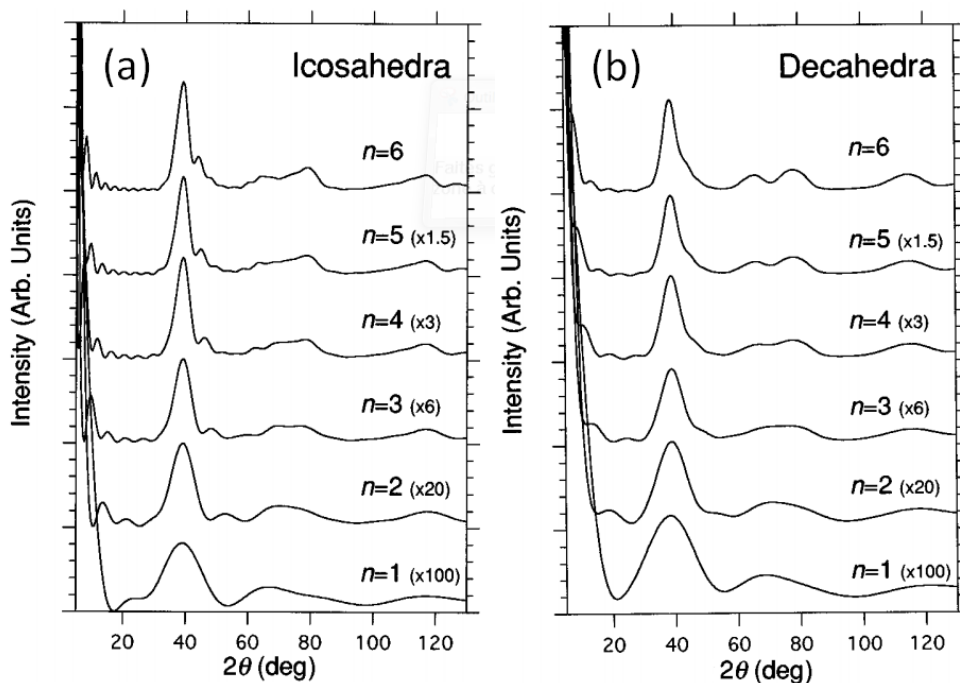 (a) Icosahedra
n=6
n=5 (x1.5)
n=4 (x3)
n=3 (x6)
n=2 (x20)
n=1 (x100)
Intensity (Arb. Units)
20 40 60 80 100 120
2θ (deg)
(b) Decahedra
n=6
n=5 (x1.5)
n=4 (x3)
n=3 (x6)
n=2 (x20)
n=1 (x100)
Intensity (Arb. Units)
20 40 60 80 100 120
2θ (deg)